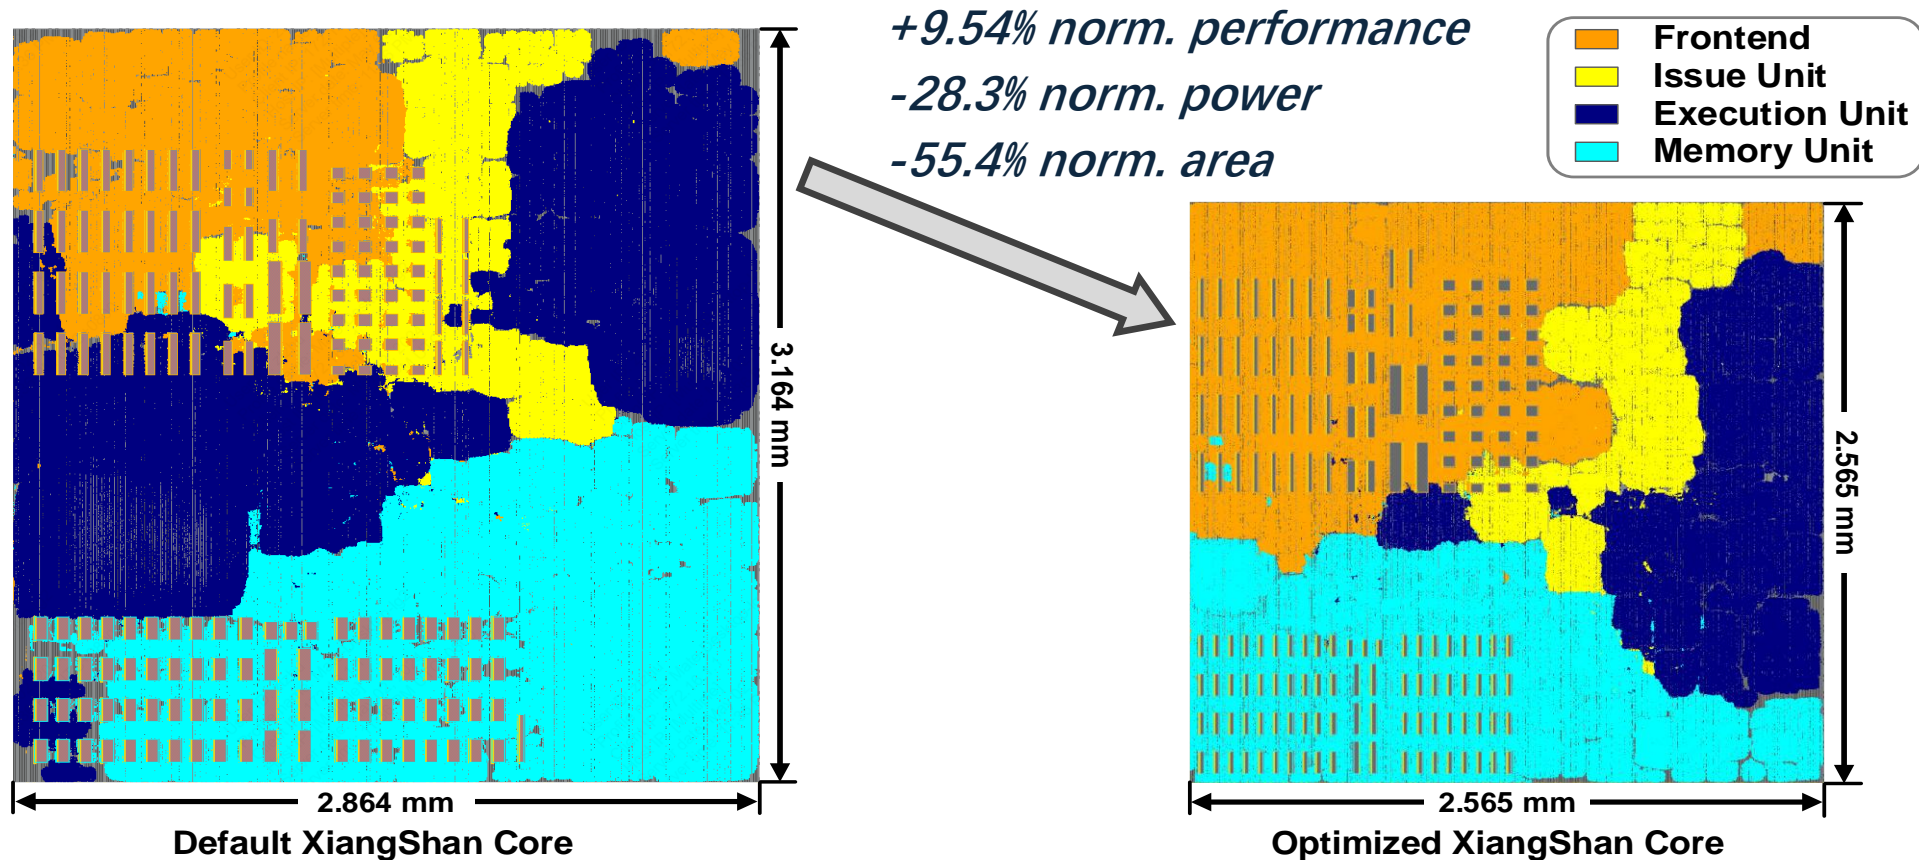 +9.54% norm. performance
-28.3% norm. power
-55.4% norm. area
Frontend
Issue Unit
Execution Unit
Memory Unit
3.164 mm
2.864 mm
Default XiangShan Core
2.565 mm
2.565 mm
Optimized XiangShan Core